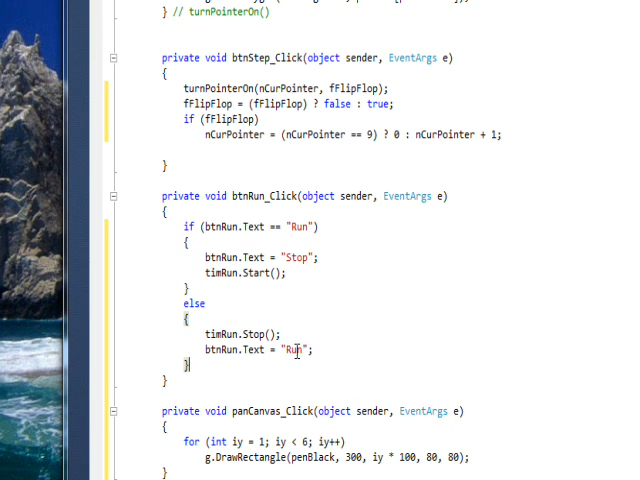 } // turnPointerOn()
private void btnStep_Click(object sender, EventArgs e)
{
turnPointerOn(nCurPointer, fFlipFlop);
fFlipFlop = (fFlipFlop) ? false : true;
if (fFlipFlop)
nCurPointer = (nCurPointer == 9) ? 0 : nCurPointer + 1;
}
private void btnRun_Click(object sender, EventArgs e)
{
if (btnRun.Text == "Run")
{
btnRun.Text = "Stop";
timRun.Start();
}
else
{
timRun.Stop();
btnRun.Text = "Run";
}
}
private void panCanvas_Click(object sender, EventArgs e)
{
for (int iy = 1; iy < 6; iy++)
g.DrawRectangle(penBlack, 300, iy * 100, 80, 80);
}